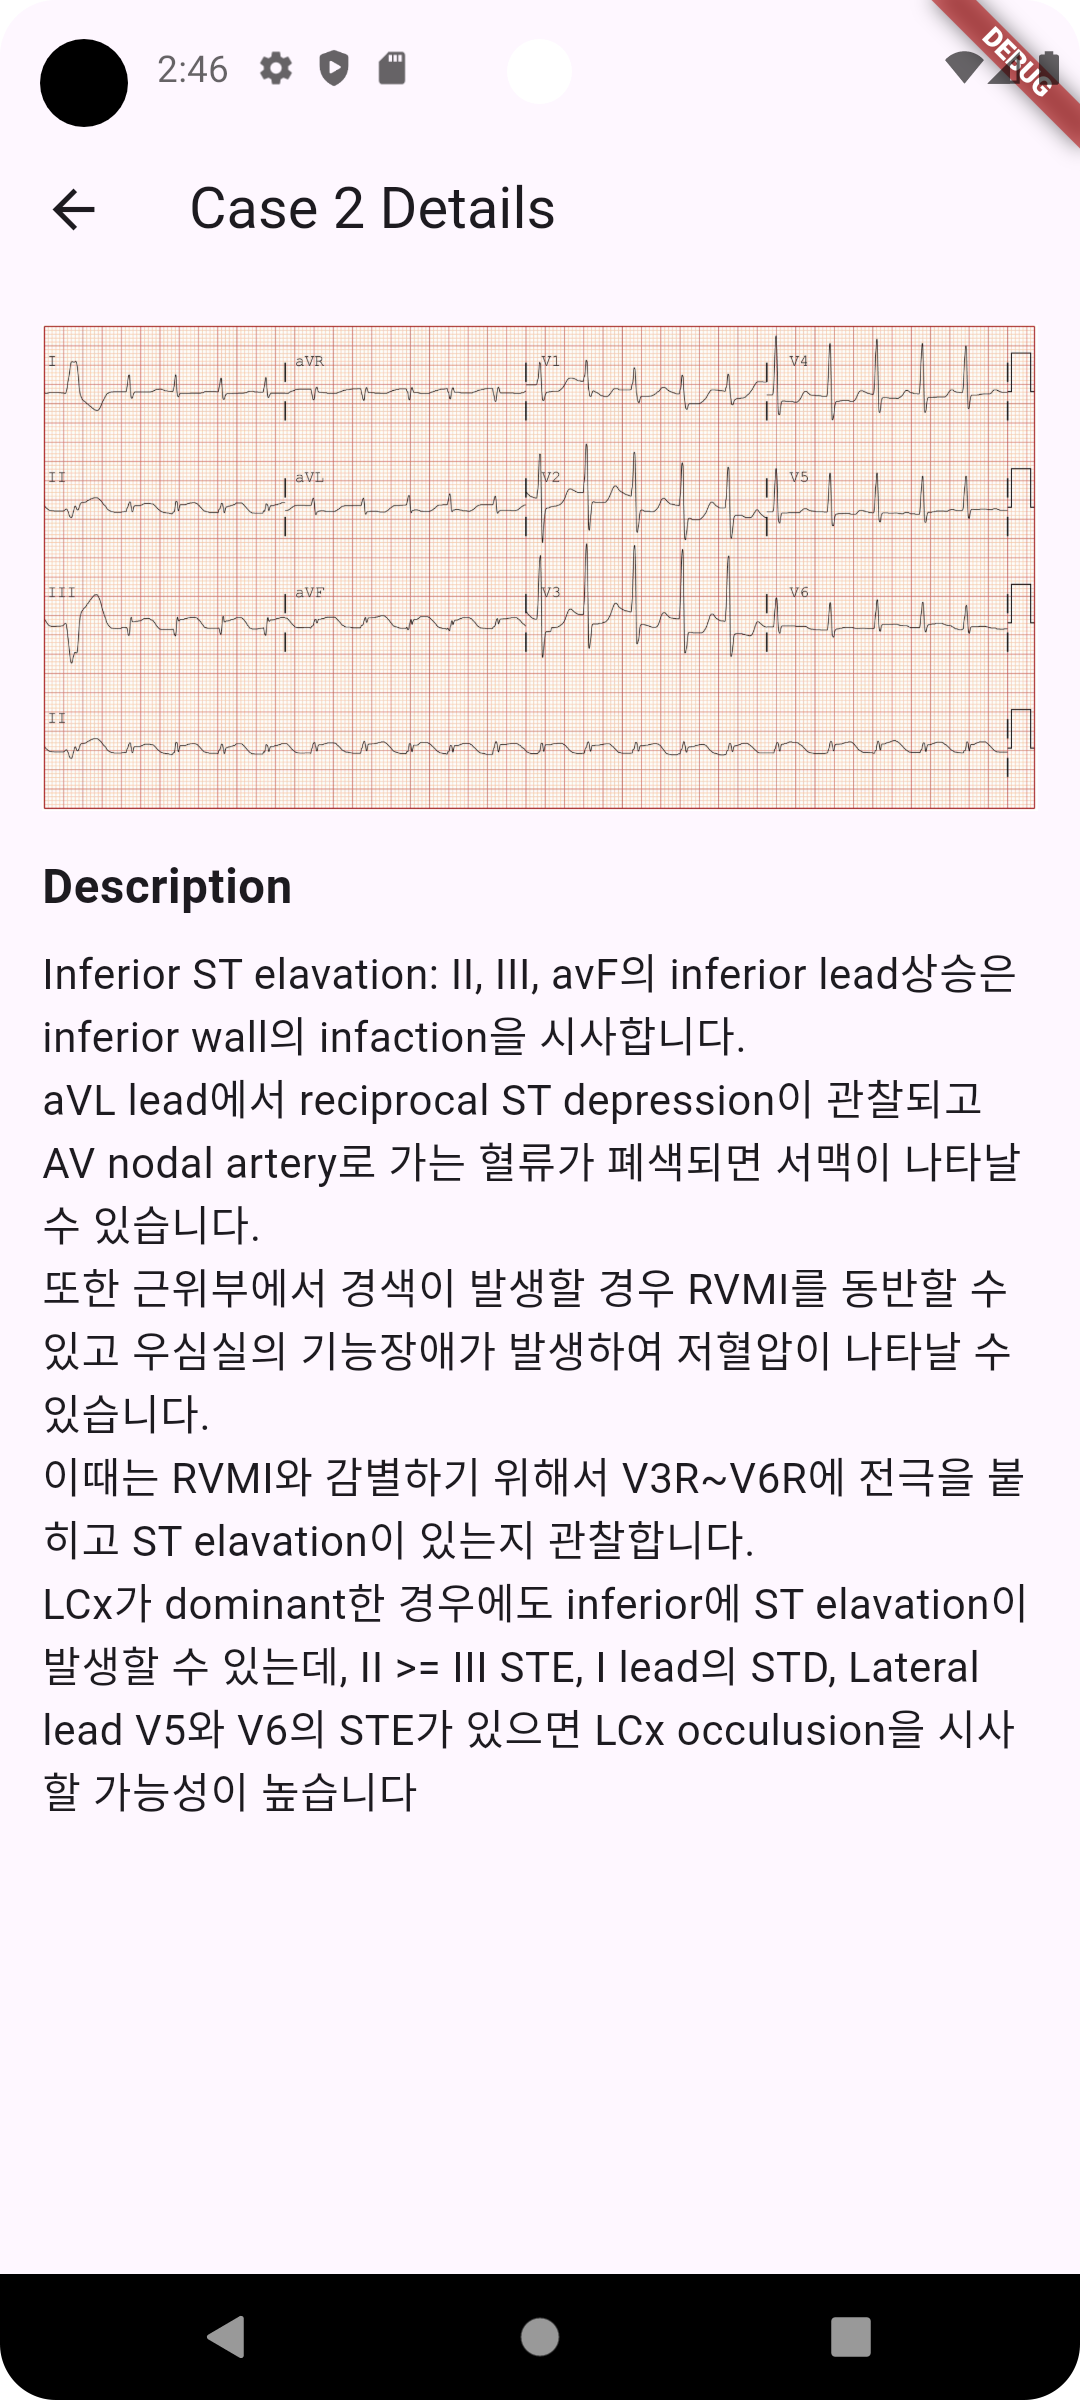 2:46
DEBUG
Case 2 Details
I
aVR
V1
V4
II
aVL
V2
V5
III
aVF
V3
V6
II
Description
Inferior ST elavation: II, III, avF의 inferior lead상승은
inferior wall의 infaction을 시사합니다.
aVL lead에서 reciprocal ST depression이 관찰되고
AV nodal artery로 가는 혈류가 폐색되면 서맥이 나타날
수 있습니다.
또한 근위부에서 경색이 발생할 경우 RVMI를 동반할 수
있고 우심실의 기능장애가 발생하여 저혈압이 나타날 수
있습니다.
이때는 RVMI와 감별하기 위해서 V3R~V6R에 전극을 붙
히고 ST elavation이 있는지 관찰합니다.
LCx가 dominant한 경우에도 inferior에 ST elavation이
발생할 수 있는데, II >= III STE, I lead의 STD, Lateral
lead V5와 V6의 STE가 있으면 LCx occulusion을 시사
할 가능성이 높습니다